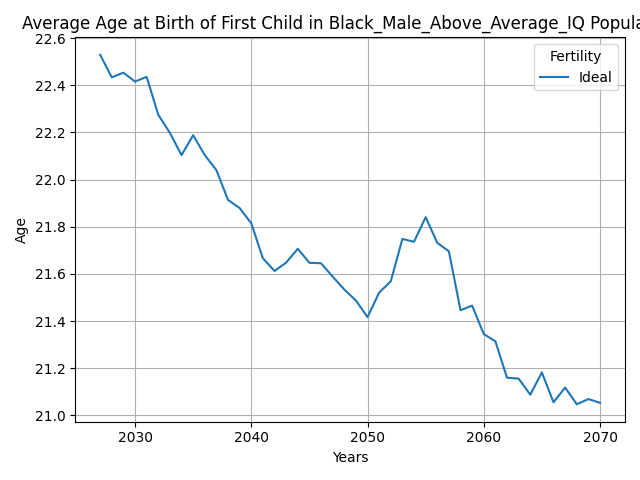 Average Age at Birth of First Child in Black_Male_Above_Average_IQ Popula
22.6
22.4
22.2
22.0
21.8
21.6
21.4
21.2
21.0
Age
Fertility
Ideal
2030 2040 2050 2060 2070
Years